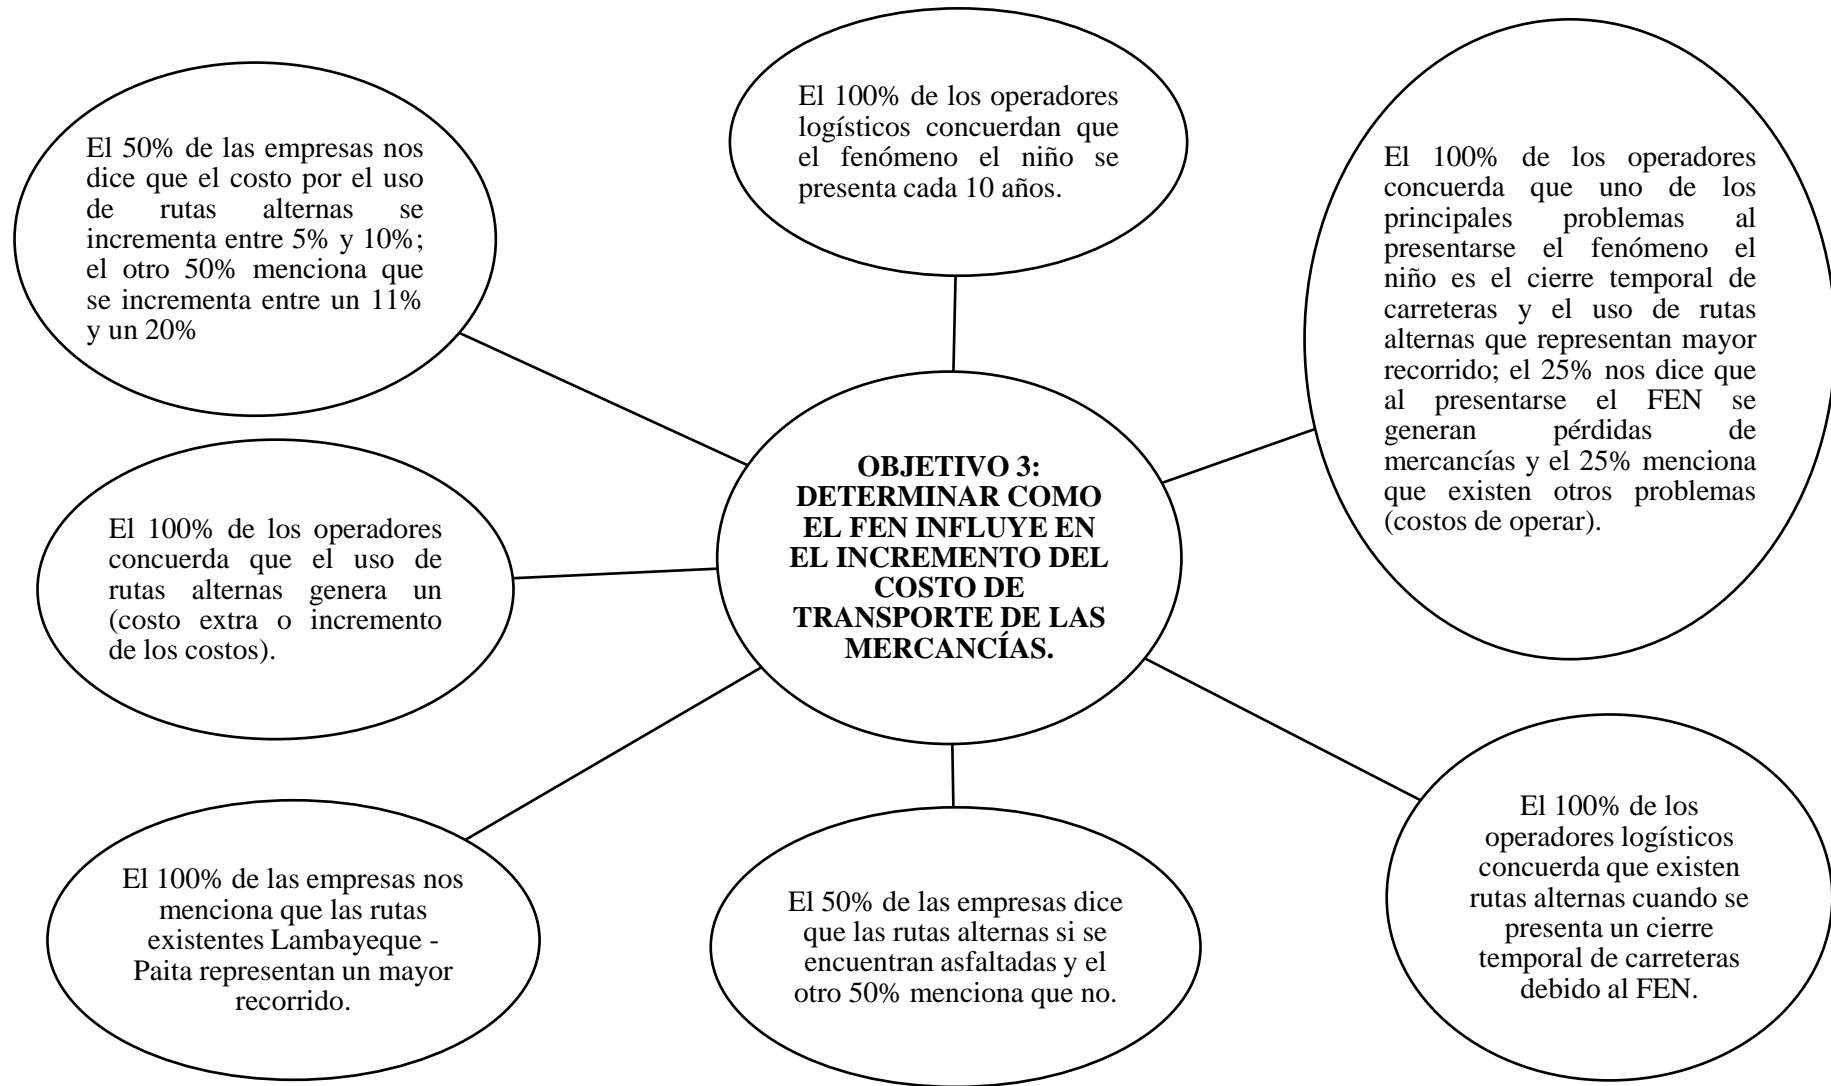 El 100% de los operadores
logísticos concuerdan que
el fenómeno el niño se
presenta cada 10 años.
El 50% de las empresas nos
dice que el costo por el uso
de rutas alternas se
incrementa entre 5% y 10%;
el otro 50% menciona que
se incrementa entre un 11%
y un 20%
El 100% de los operadores
concuerda que uno de los
principales problemas al
presentarse el fenómeno el
niño es el cierre temporal de
carreteras y el uso de rutas
alternas que representan mayor
recorrido; el 25% nos dice que
al presentarse el FEN se
generan pérdidas de
mercancías y el 25% menciona
que existen otros problemas
(costos de operar).
OBJETIVO 3:
DETERMINAR COMO
EL FEN INFLUYE EN
EL INCREMENTO DEL
COSTO DE
TRANSPORTE DE LAS
MERCANCÍAS.
El 100% de los operadores
concuerda que el uso de
rutas alternas genera un
(costo extra o incremento
de los costos).
El 100% de las empresas nos
menciona que las rutas
existentes Lambayeque -
Paita representan un mayor
recorrido.
El 50% de las empresas dice
que las rutas alternas si se
encuentran asfaltadas y el
otro 50% menciona que no.
El 100% de los
operadores logísticos
concuerda que existen
rutas alternas cuando se
presenta un cierre
temporal de carreteras
debido al FEN.